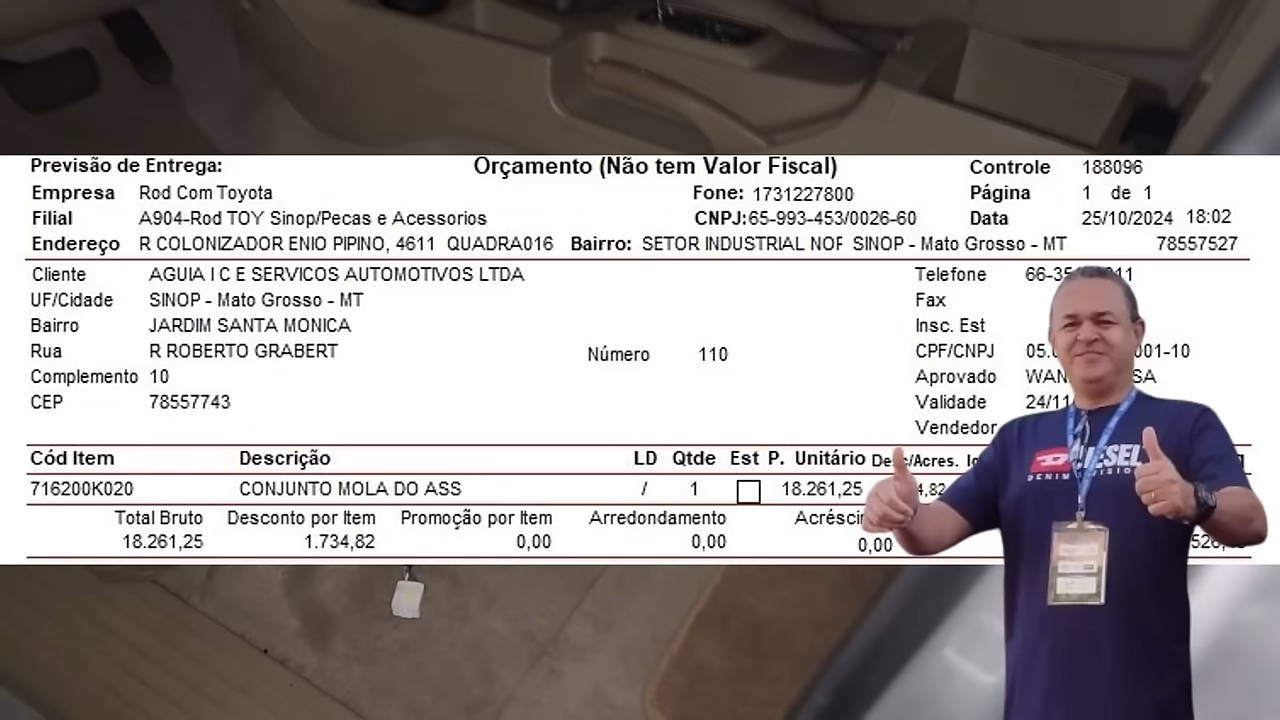 Previsão de Entrega: Orçamento (Não tem Valor Fiscal) Controle 188096
Empresa Rod Com Toyota Fone: 1731227800 Página 1 de 1
Filial A904-Rod TOY Sinop/Pecas e Acessorios CNPJ:65-993-453/0026-60 Data 25/10/2024 18:02
Endereço R COLONIZADOR ENIO PIPINO, 4611 QUADRA016 Bairro: SETOR INDUSTRIAL NOF SINOP - Mato Grosso - MT 78557527
Cliente AGUIA I C E SERVICOS AUTOMOTIVOS LTDA Telefone
UF/Cidade SINOP - Mato Grosso - MT Fax
Bairro JARDIM SANTA MONICA Insc. Est
Rua R ROBERTO GRABERT Número 110 CPF/CNPJ
Complemento 10 Aprovado
CEP 78557743 Validade
Vendedor
Cód Item Descrição LD Qtde Est P. Unitário Desc/Acres.
716200K020 CONJUNTO MOLA DO ASS / 1 18.261,25
Total Bruto Desconto por Item Promoção por Item Arredondamento
18.261,25 1.734,82 0,00 0,00 0,00
DIESEL